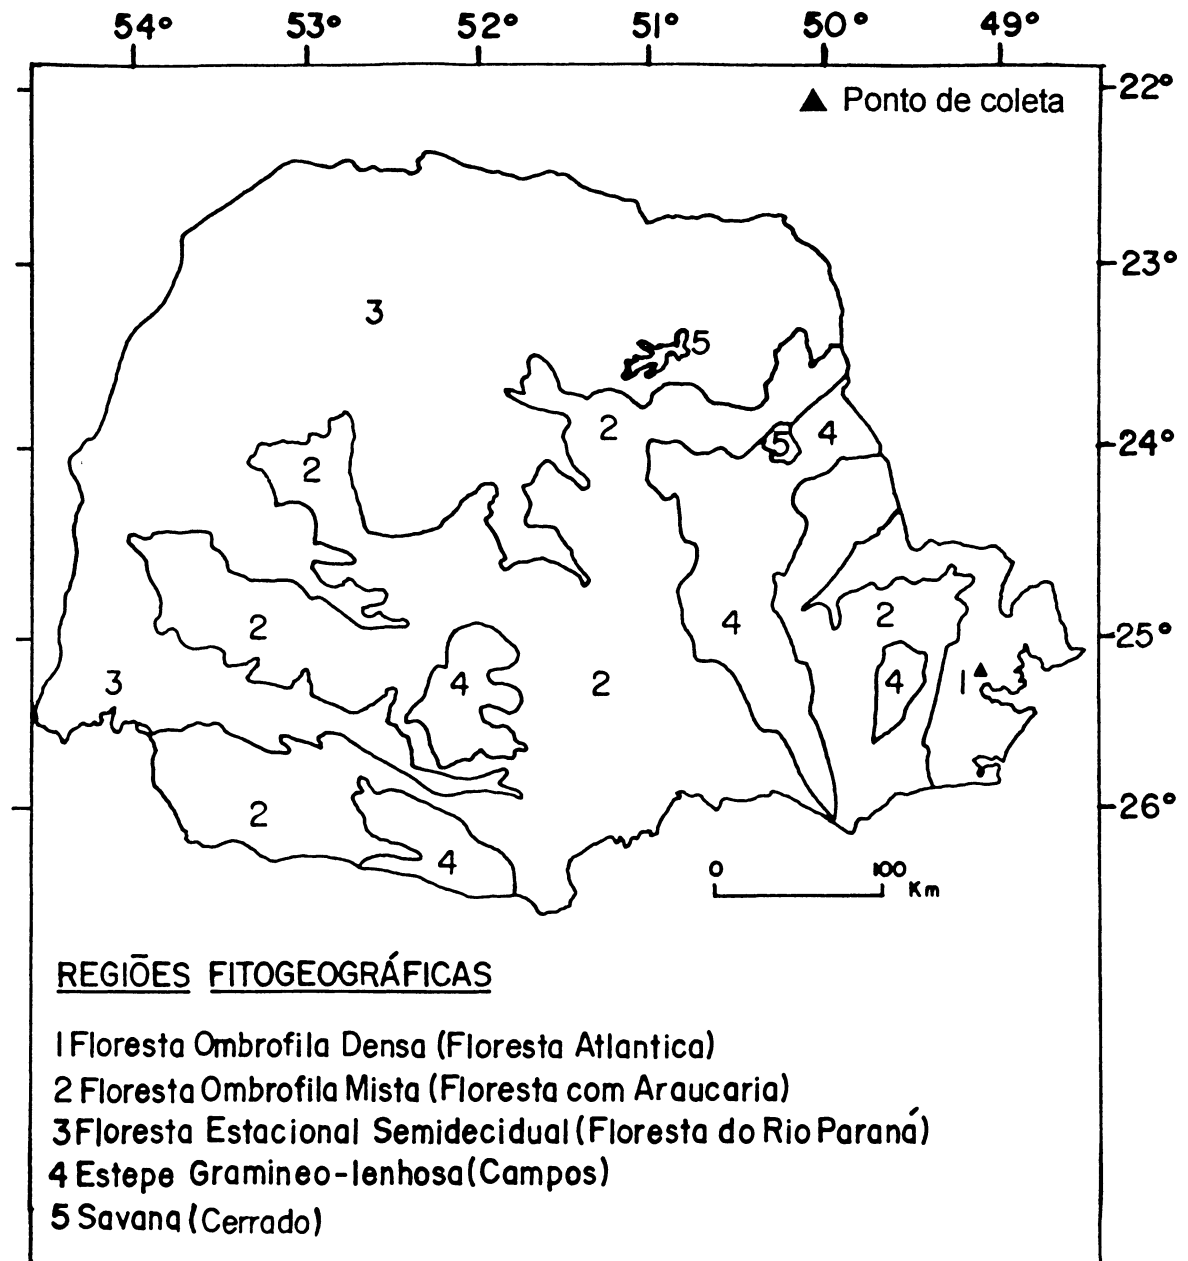 54° 53° 52° 51° 50° 49°
22°
▲ Ponto de coleta
23°
3
5
2
5 4
24°
2
2
4
2
25°
3
4
2
4
1
2
26°
4
0 100
Km
REGIŌES FITOGEOGRÁFICAS
1 Floresta Ombrofila Densa (Floresta Atlantica)
2 Floresta Ombrofila Mista (Floresta com Araucaria)
3 Floresta Estacional Semidecidual (Floresta do Rio Paraná)
4 Estepe Gramineo-lenhosa (Campos)
5 Savana (Cerrado)